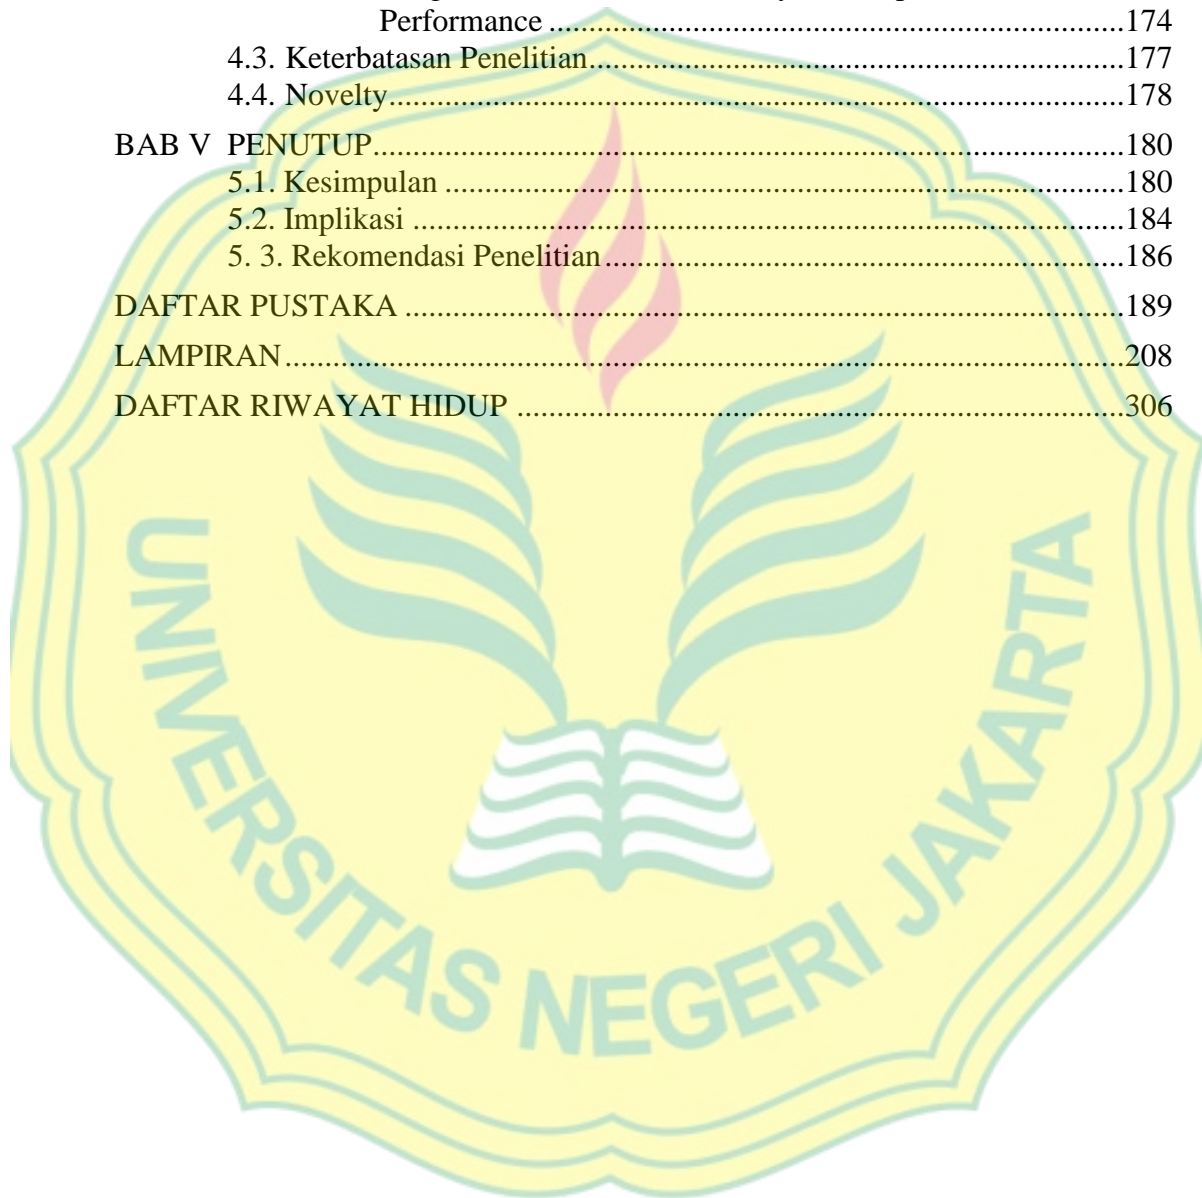 Performance ........................................................................174
4.3. Keterbatasan Penelitian...................................................................177
4.4. Novelty............................................................................................178
BAB V PENUTUP..............................................................................................180
5.1. Kesimpulan .....................................................................................180
5.2. Implikasi .........................................................................................184
5. 3. Rekomendasi Penelitian .................................................................186
DAFTAR PUSTAKA ..........................................................................................189
LAMPIRAN.........................................................................................................208
DAFTAR RIWAYAT HIDUP ............................................................................306
UNIVERSITAS NEGERI JAKARTA